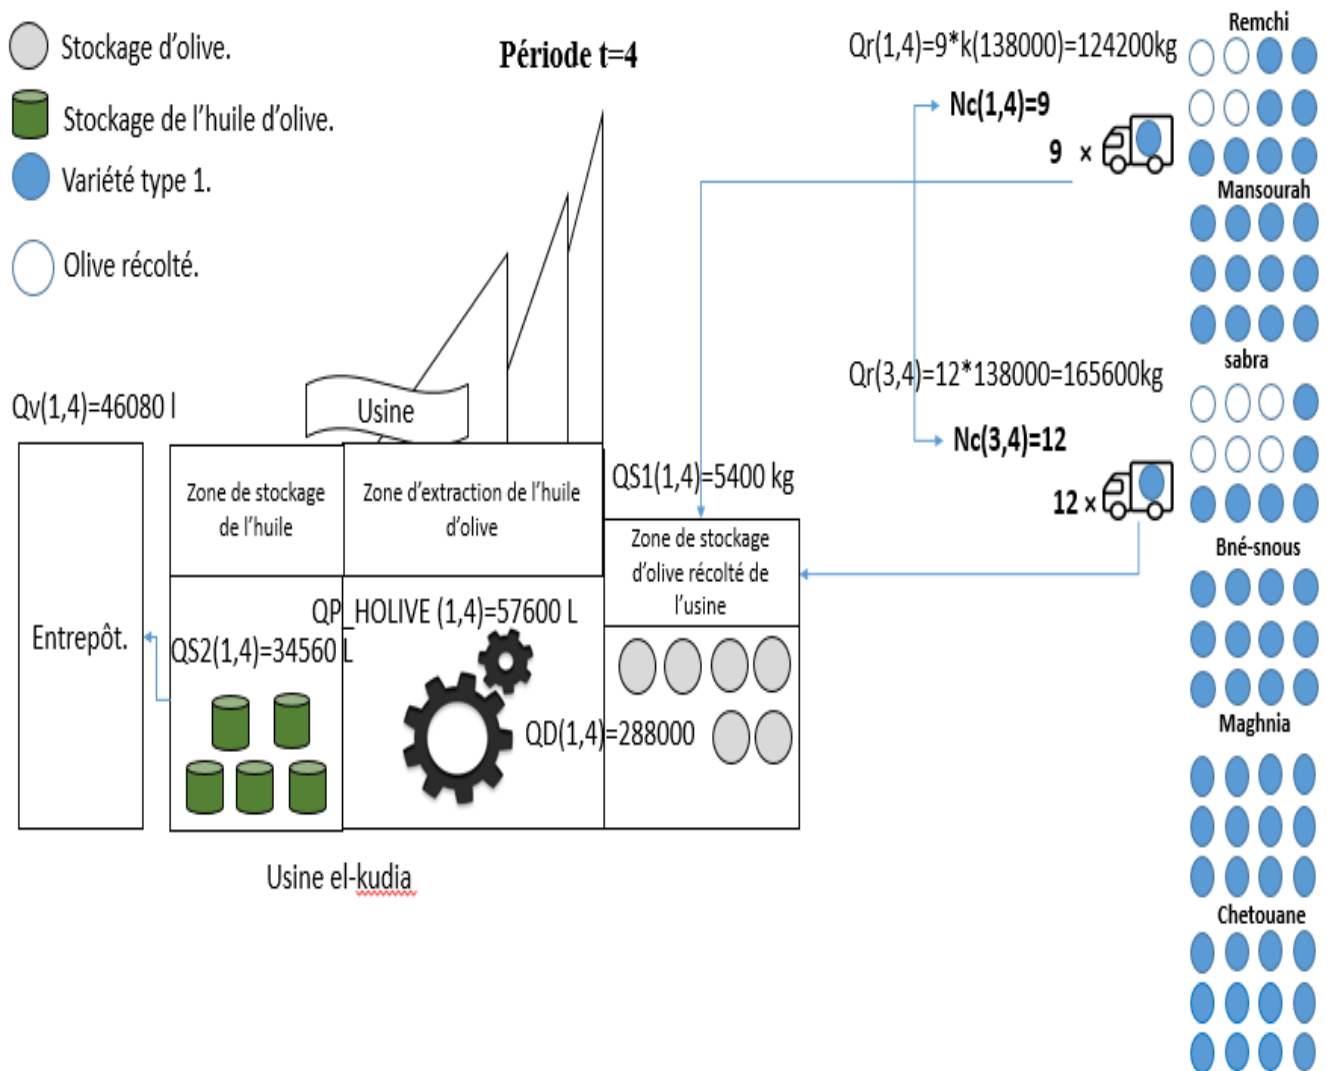 Stockage d'olive.
Stockage de l'huile d'olive.
Variété type 1.
Olive récolté.
Période t=4
Qr(1,4)=9*k(138000)=124200kg
Nc(1,4)=9
9 ×
Remchi
Mansourah
sabra
Qr(3,4)=12*138000=165600kg
Nc(3,4)=12
12 ×
Bné-snous
Maghnia
Chetouane
Qv(1,4)=46080 l
Usine
Entrepôt.
Zone de stockage
de l'huile
Zone d'extraction de l'huile
d'olive
QS1(1,4)=5400 kg
Zone de stockage
d'olive récolté de
l'usine
QP_HOLIVE (1,4)=57600 L
QS2(1,4)=34560 L
QD(1,4)=288000
Usine el-kudia